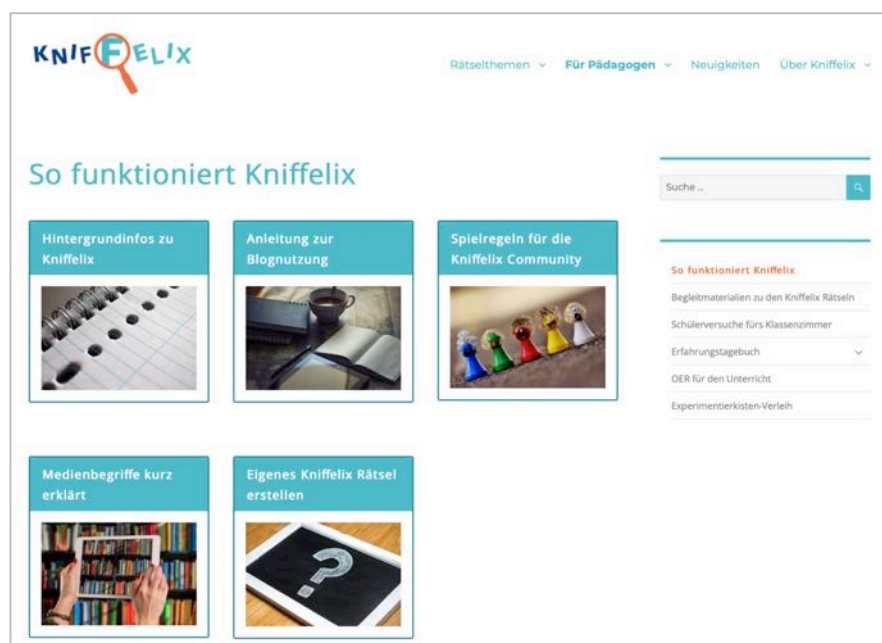 KNIFFELIX
Rätselthemen Für Pädagogen Neuigkeiten Über Kniffelix
So funktioniert Kniffelix
Suche ...
Hintergrundinfos zu
Kniffelix
Anleitung zur
Blognutzung
Spielregeln für die
Kniffelix Community
So funktioniert Kniffelix
Begleitmaterialien zu den Kniffelix Rätseln
Schülerversuche fürs Klassenzimmer
Erfahrungstagebuch
OER für den Unterricht
Experimentierkisten-Verleih
Medienbegriffe kurz
erklärt
Eigenes Kniffelix Rätsel
erstellen
?